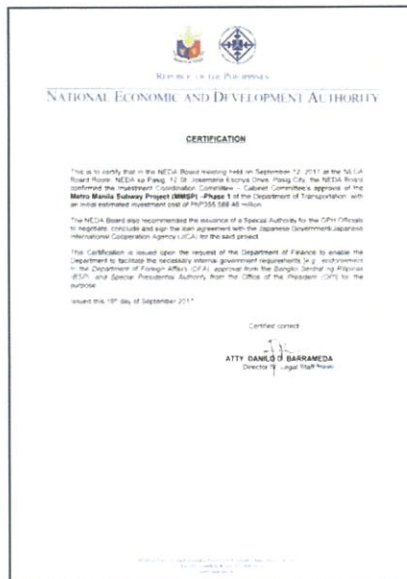 REPUBLIC OF THE PHILIPPINES
NATIONAL ECONOMIC AND DEVELOPMENT AUTHORITY
CERTIFICATION
This is to certify that in the NEDA Board meeting held on September 12, 2017 at the NEDA
Board Room, NEDA sa Pasig, 12 St. Josemaria Escriva Drive, Pasig City, the NEDA Board
confirmed the Investment Coordination Committee - Cabinet Committee's approval of the
Metro Manila Subway Project (MMSP) -Phase 1 of the Department of Transportation, with
an initial estimated investment cost of PhP355,588.46 million.
The NEDA Board also recommended the issuance of a Special Authority for the GPH Officials
to negotiate, conclude and sign the loan agreement with the Japanese Government/Japanese
International Cooperation Agency (JICA) for the said project.
This Certification is issued upon the request of the Department of Finance to enable the
Department to facilitate the necessary internal government requirements [e.g., endorsement
to the Department of Foreign Affairs (DFA), approval from the Bangko Sentral ng Pilipinas
(BSP), and Special Presidential Authority from the Office of the President (OP)] for the
purpose.
Issued this day of September 2017
Certified correct
ATTY DANILO D BARRAMEDA
Director Legal Staff